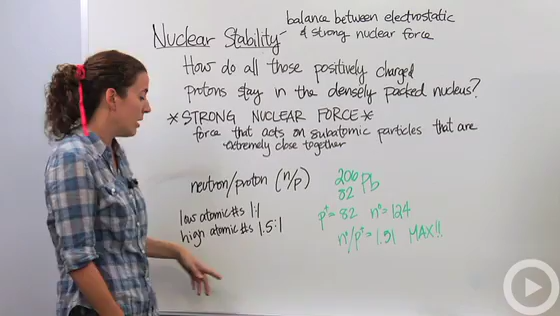 Nuclear Stability - balance between electrostatic
& strong nuclear force
How do all those positively charged
protons stay in the densely packed nucleus?
*STRONG NUCLEAR FORCE*
force that acts on subatomic particles that are
extremely close together
neutron/proton (n/p)
low atomic #s 1:1
high atomic #s 1.5:1
206
82 Pb
p⁺ = 82 n⁰ = 124
n⁰/p⁺ = 1.51 MAX!!